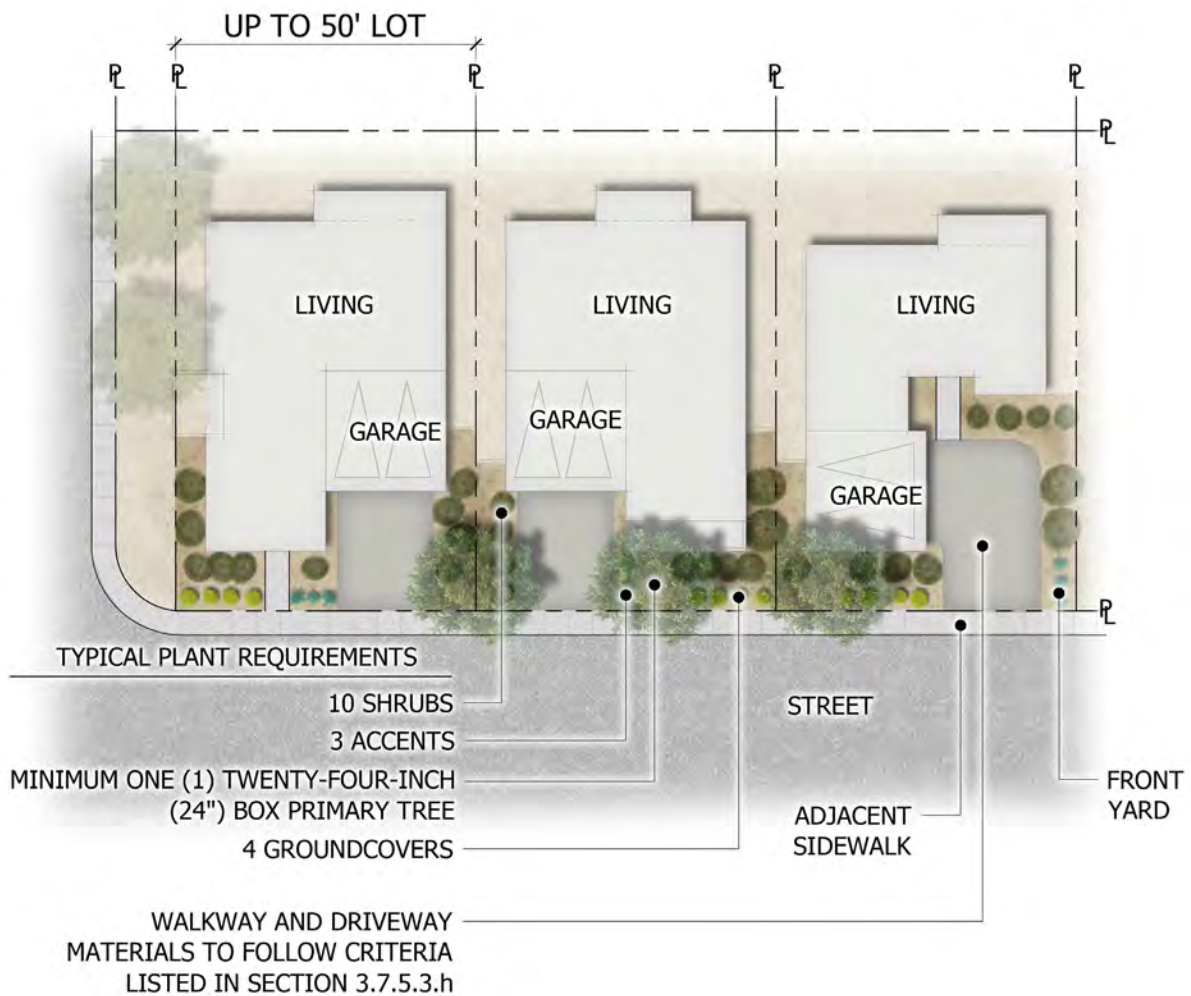 UP TO 50' LOT
PL
PL
PL
PL
PL
PL
LIVING
LIVING
LIVING
GARAGE
GARAGE
GARAGE
PL
TYPICAL PLANT REQUIREMENTS
10 SHRUBS
3 ACCENTS
MINIMUM ONE (1) TWENTY-FOUR-INCH
(24") BOX PRIMARY TREE
4 GROUNDCOVERS
STREET
ADJACENT
SIDEWALK
FRONT
YARD
WALKWAY AND DRIVEWAY
MATERIALS TO FOLLOW CRITERIA
LISTED IN SECTION 3.7.5.3.h